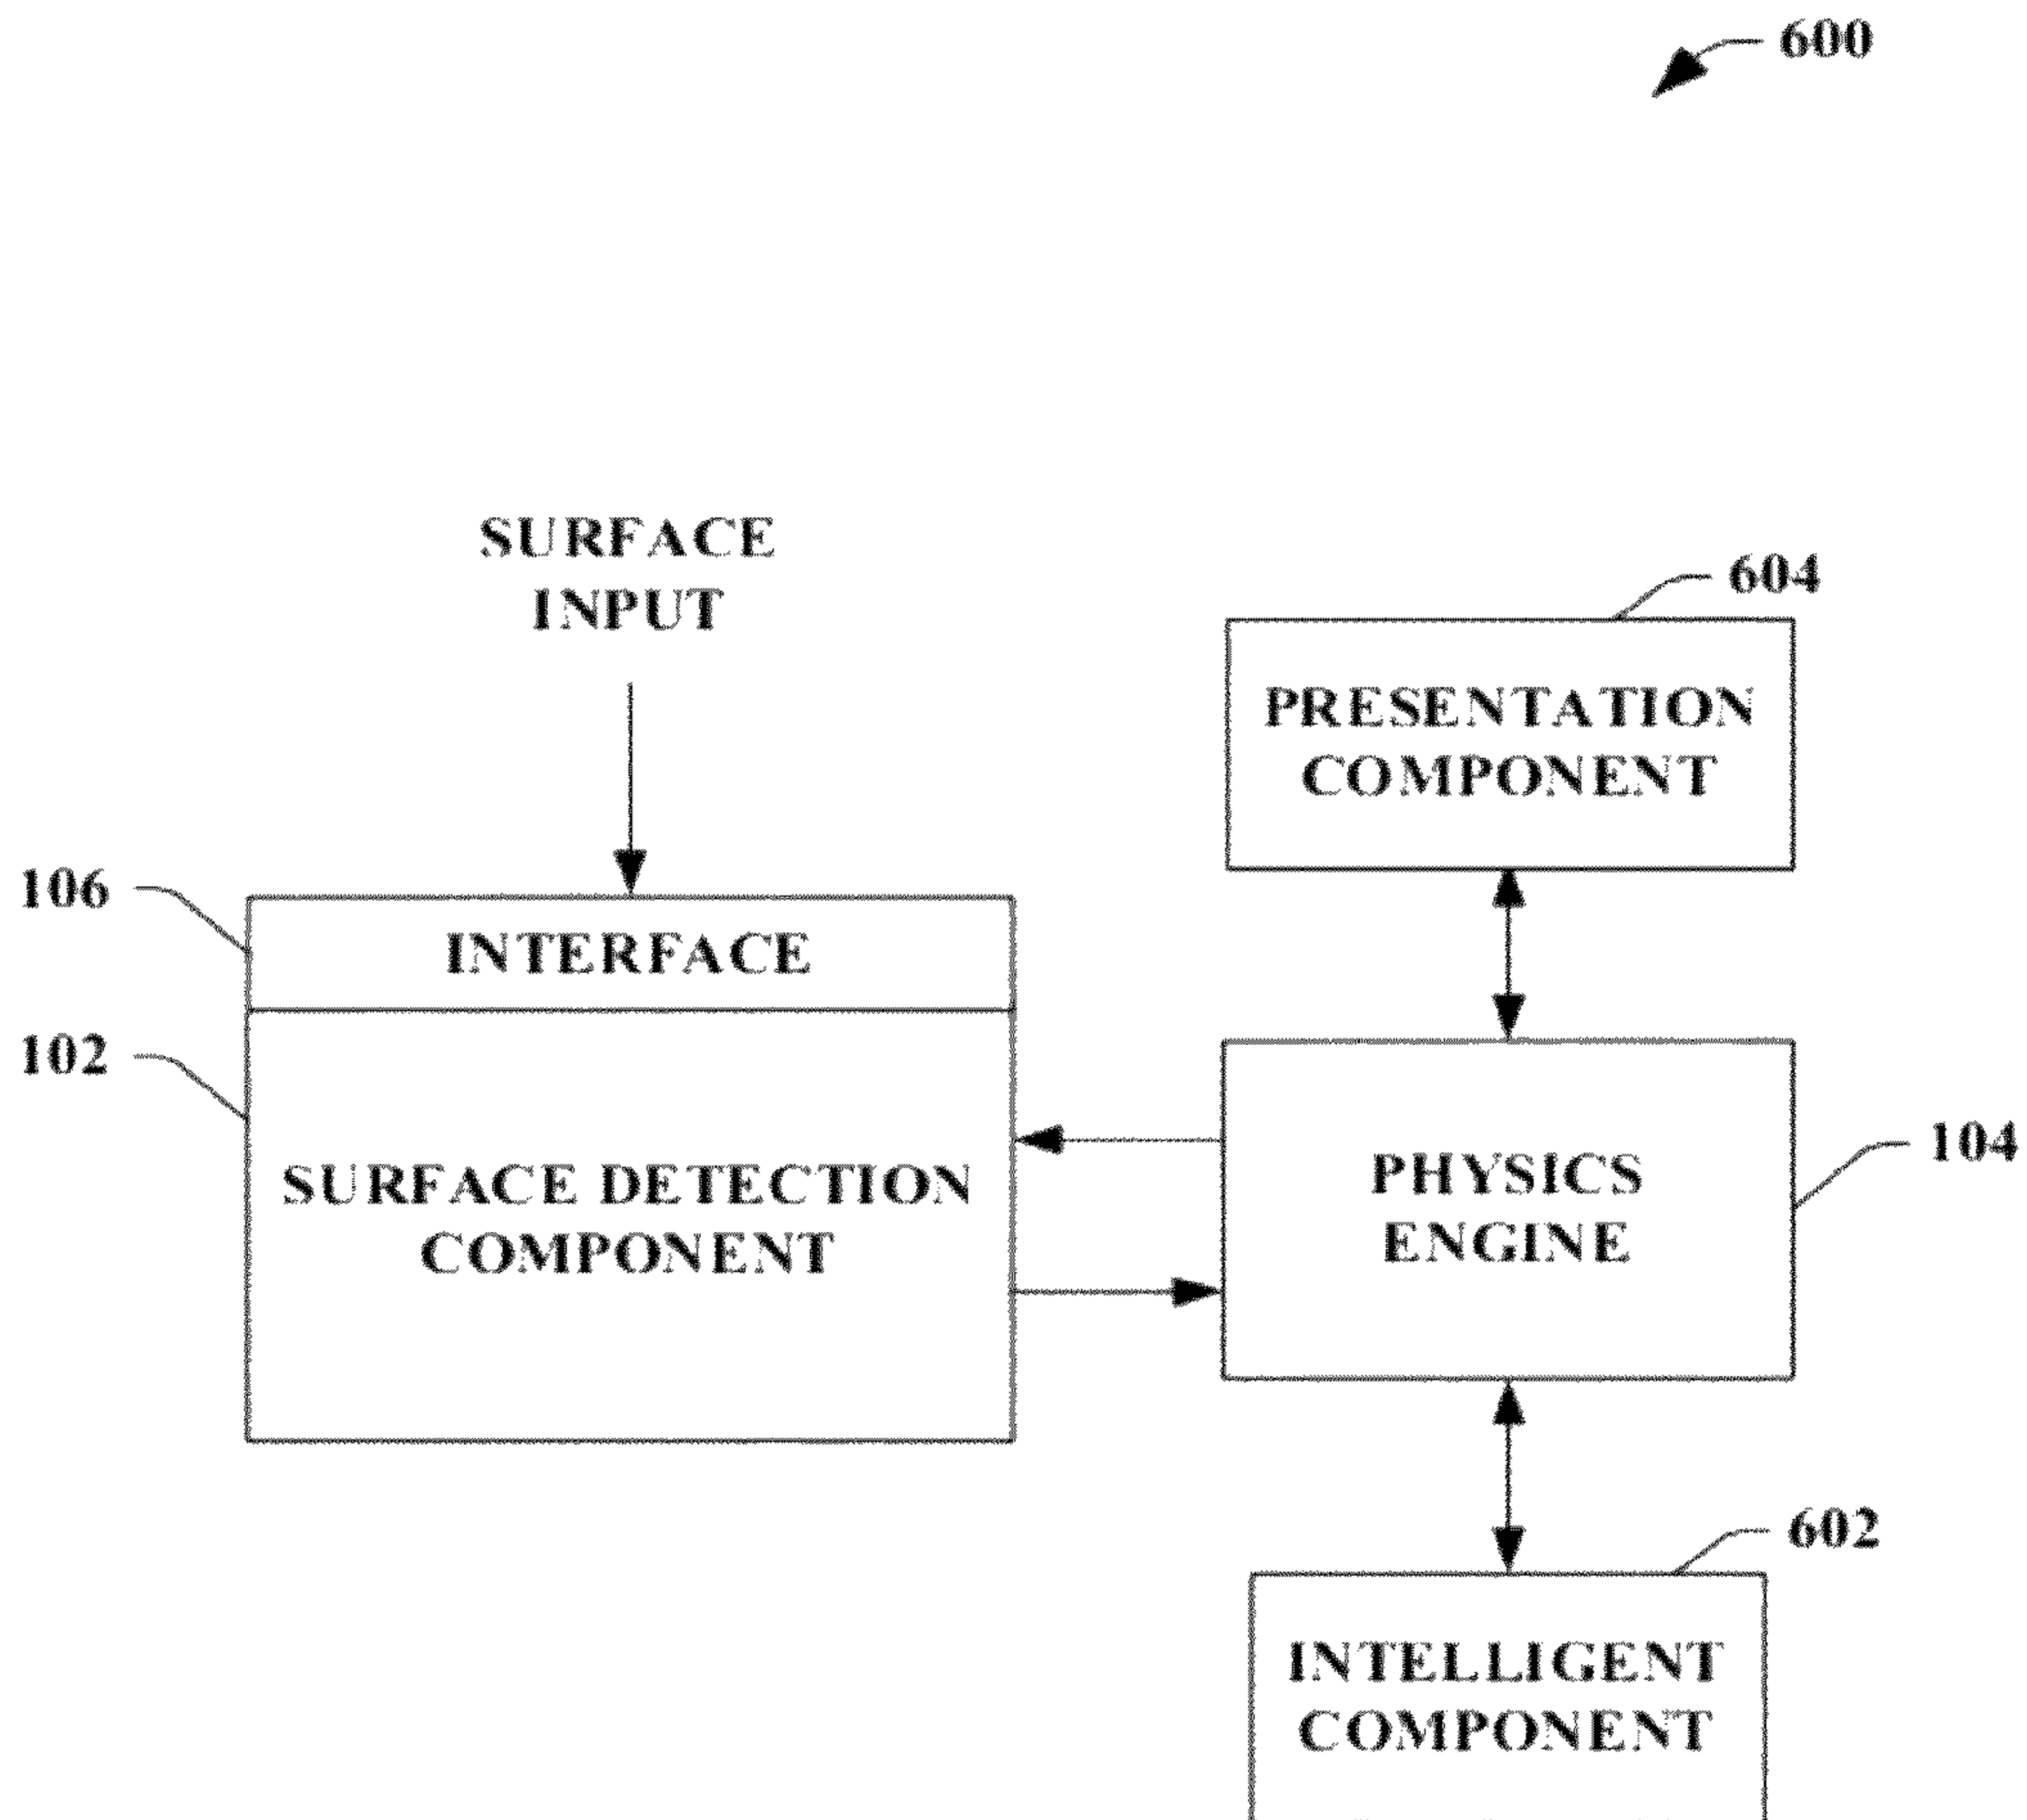 600
SURFACE
INPUT
604
PRESENTATION
COMPONENT
106
INTERFACE
102
SURFACE DETECTION
COMPONENT
PHYSICS
ENGINE
104
602
INTELLIGENT
COMPONENT